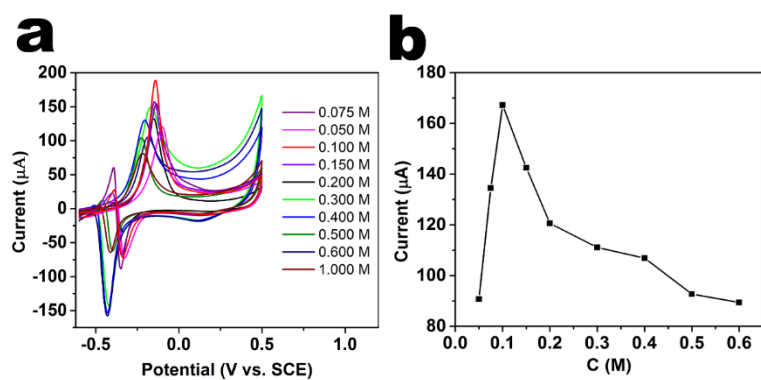 a
Current (μA)
200
150
100
50
0
-50
-100
-150
-0.5
0.0
0.5
1.0
Potential (V vs. SCE)
0.075 M
0.050 M
0.100 M
0.150 M
0.200 M
0.300 M
0.400 M
0.500 M
0.600 M
1.000 M
b
Current (μA)
180
160
140
120
100
80
0.0
0.1
0.2
0.3
0.4
0.5
0.6
C (M)